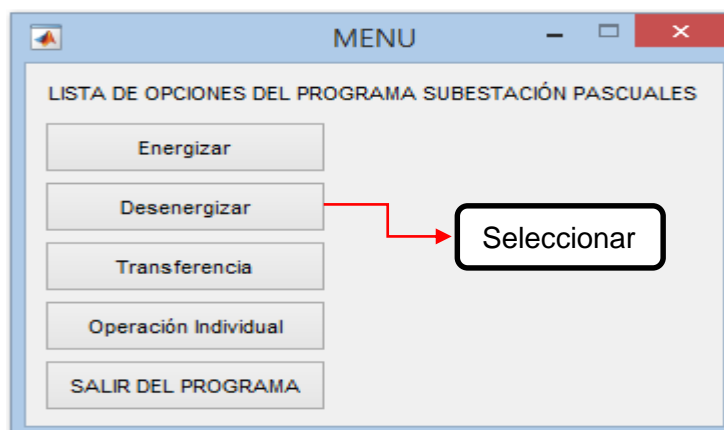 MENU
LISTA DE OPCIONES DEL PROGRAMA SUBESTACIÓN PASCUALES
Energizar
Desenergizar
Seleccionar
Transferencia
Operación Individual
SALIR DEL PROGRAMA